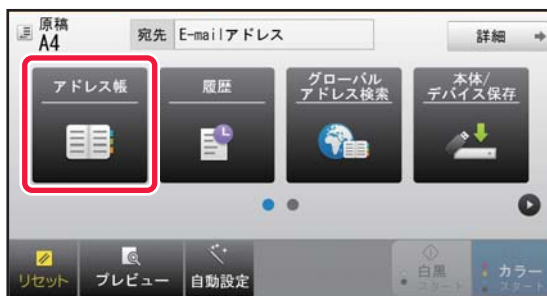 原稿
A4
宛先 E-mailアドレス
詳細
アドレス帳
履歴
グローバル
アドレス検索
本体/
デバイス保存
リセット
プレビュー
自動設定
白黒
スタート
カラー
スタート